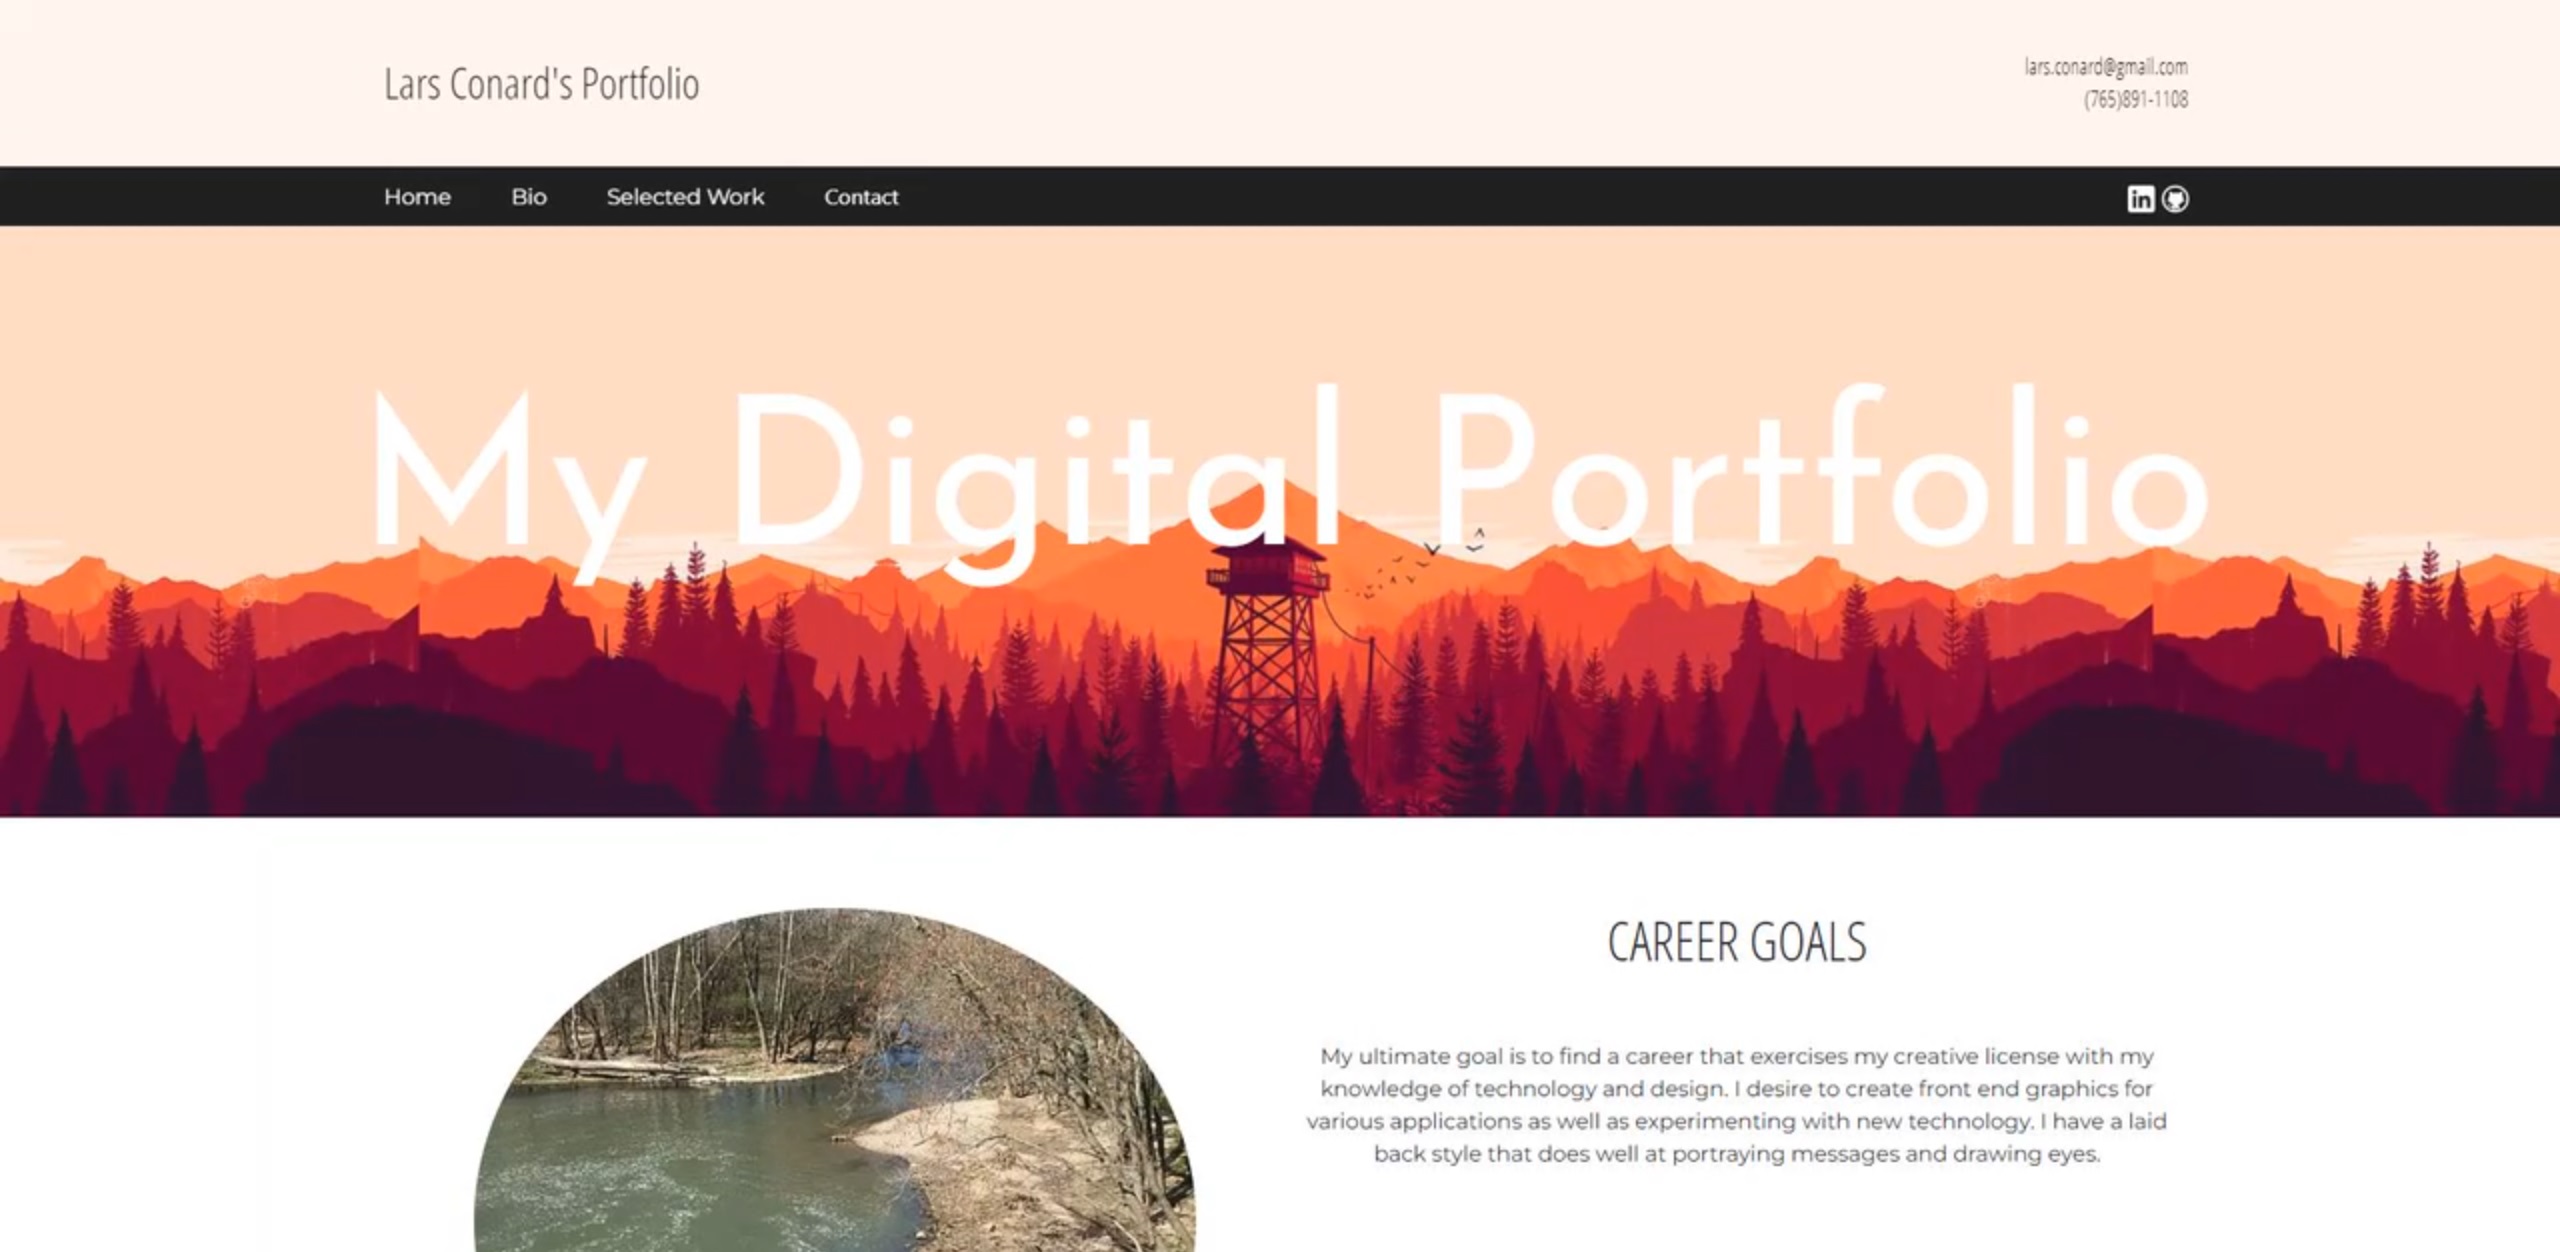 Lars Conard's Portfolio
lars.conard@gmail.com
(765)891-1108
Home Bio Selected Work Contact
in
My Digital Portfolio
CAREER GOALS
My ultimate goal is to find a career that exercises my creative license with my
knowledge of technology and design. I desire to create front end graphics for
various applications as well as experimenting with new technology. I have a laid
back style that does well at portraying messages and drawing eyes.